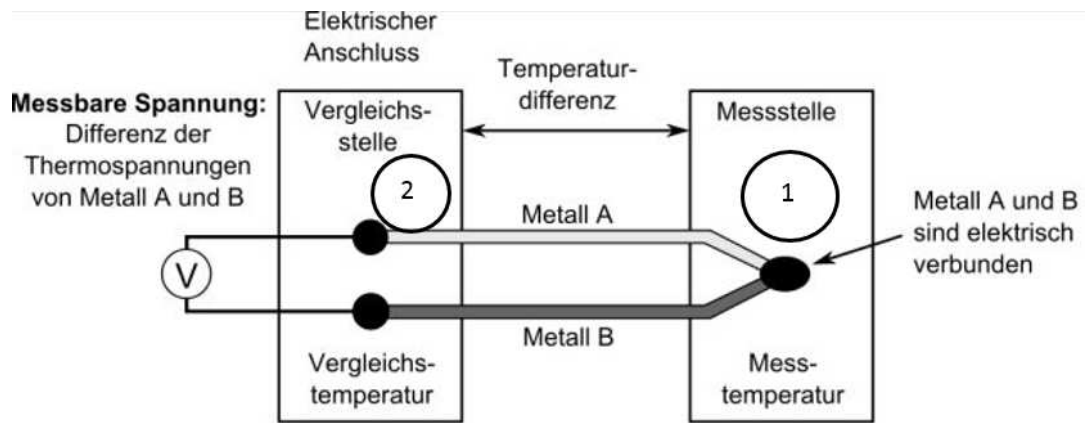 Elektrischer
Anschluss
Messbare Spannung:
Differenz der
Thermospannungen
von Metall A und B
Vergleichs-
stelle
Temperatur-
differenz
Messstelle
2
1
Metall A
Metall A und B
sind elektrisch
verbunden
V
Metall B
Vergleichs-
temperatur
Mess-
temperatur